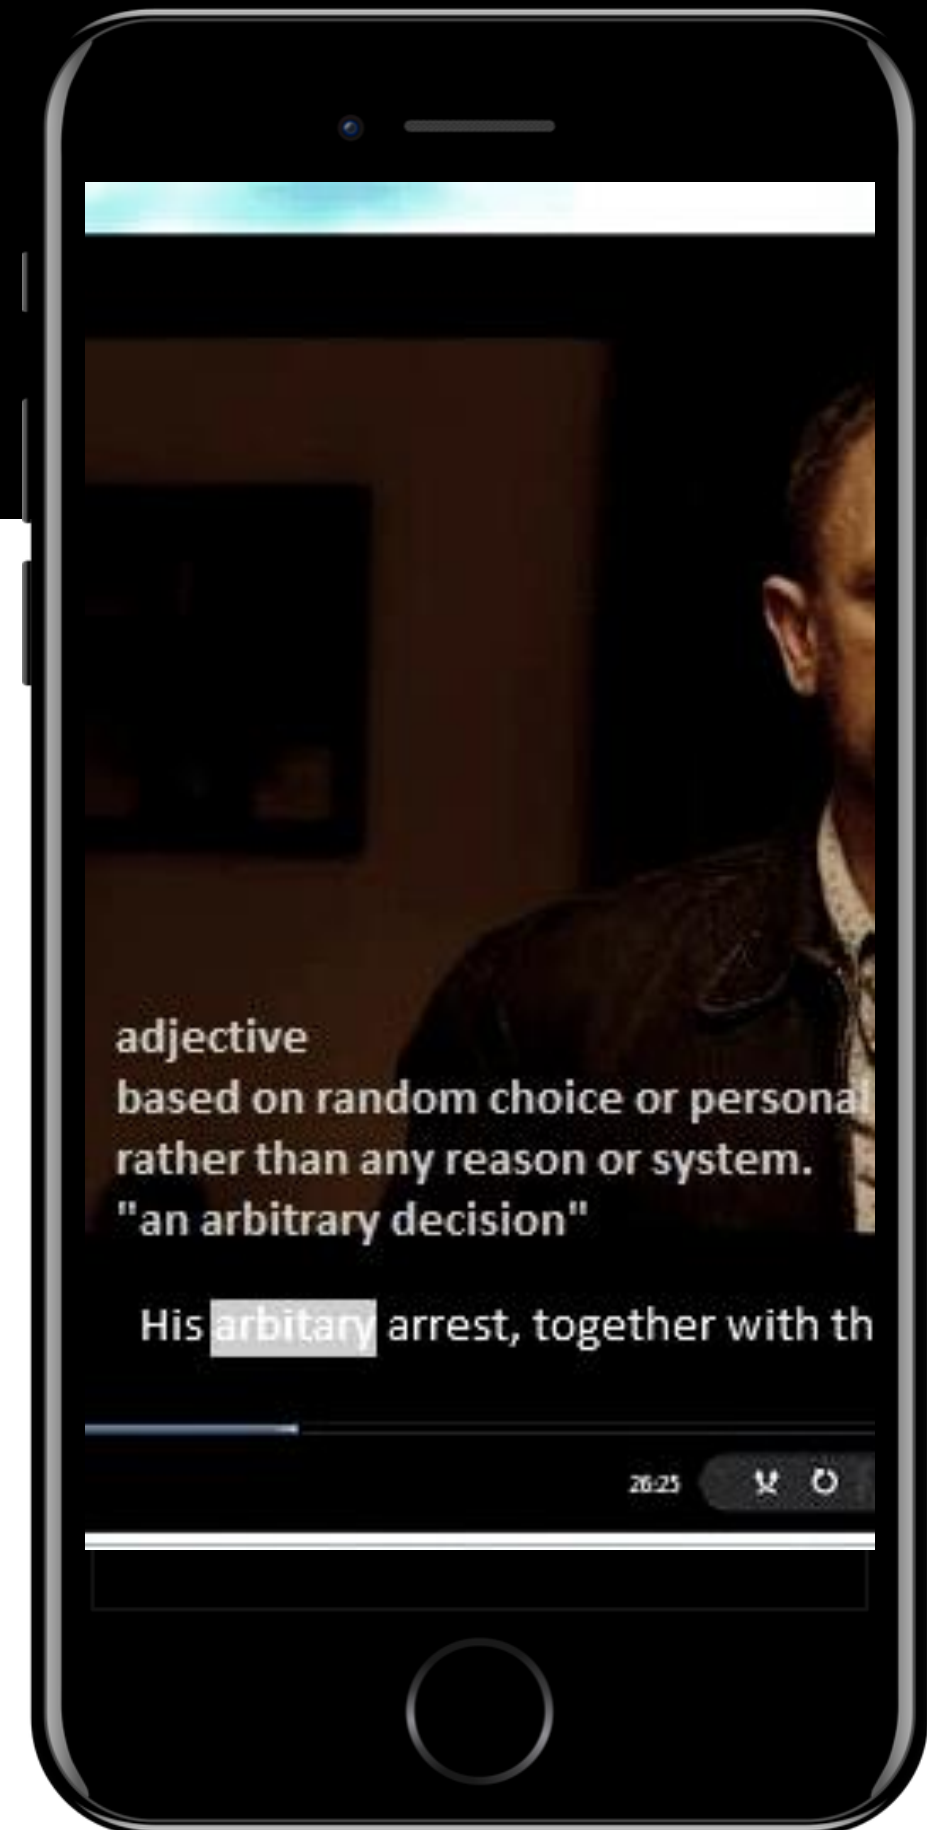 adjective
based on random choice or personal
rather than any reason or system.
"an arbitrary decision"
His arbitary arrest, together with th
26:25